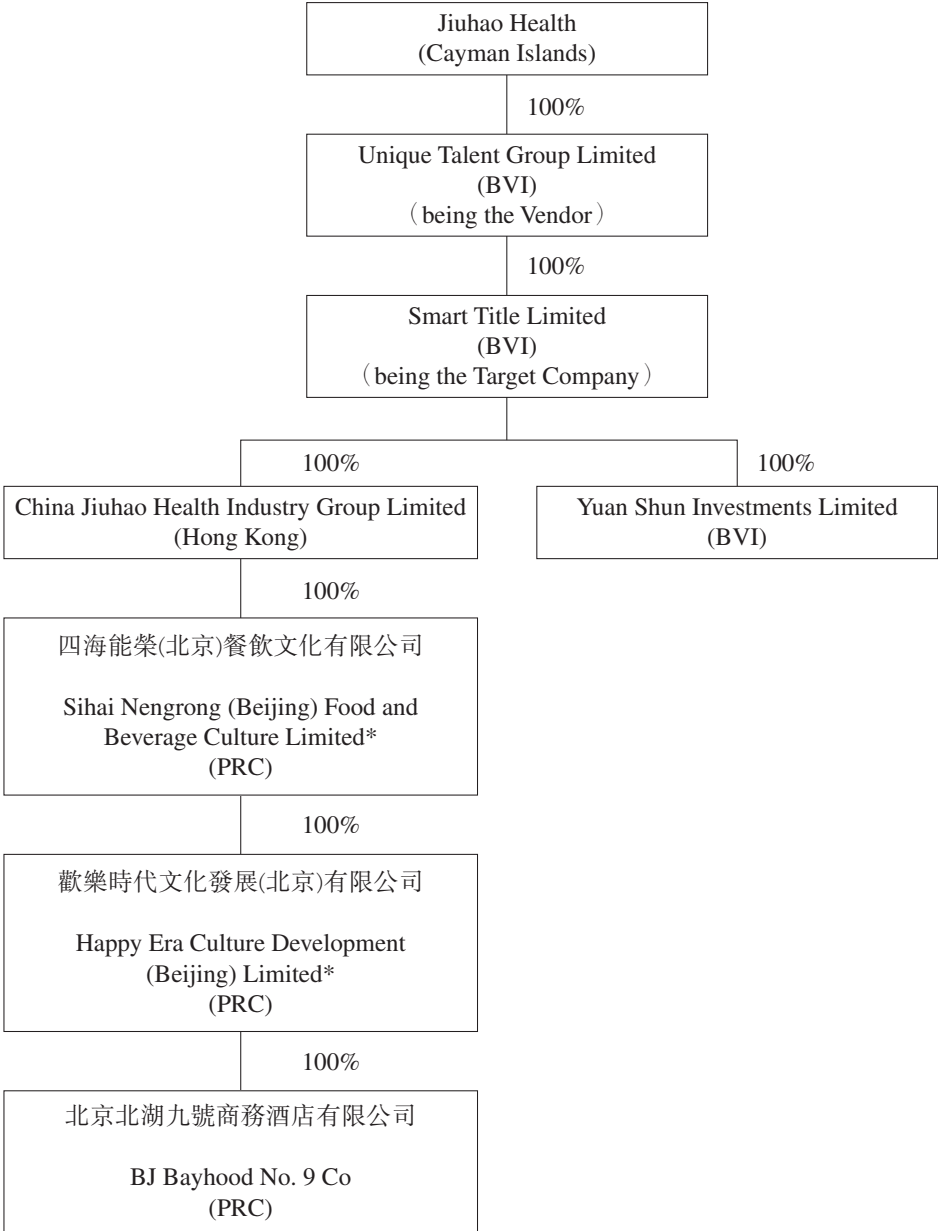 Jiuhao Health
(Cayman Islands)
100%
Unique Talent Group Limited
(BVI)
（being the Vendor）
100%
Smart Title Limited
(BVI)
（being the Target Company）
100%
100%
China Jiuhao Health Industry Group Limited
(Hong Kong)
Yuan Shun Investments Limited
(BVI)
100%
四海能榮(北京)餐飲文化有限公司
Sihai Nengrong (Beijing) Food and
Beverage Culture Limited*
(PRC)
100%
歡樂時代文化發展(北京)有限公司
Happy Era Culture Development
(Beijing) Limited*
(PRC)
100%
北京北湖九號商務酒店有限公司
BJ Bayhood No. 9 Co
(PRC)